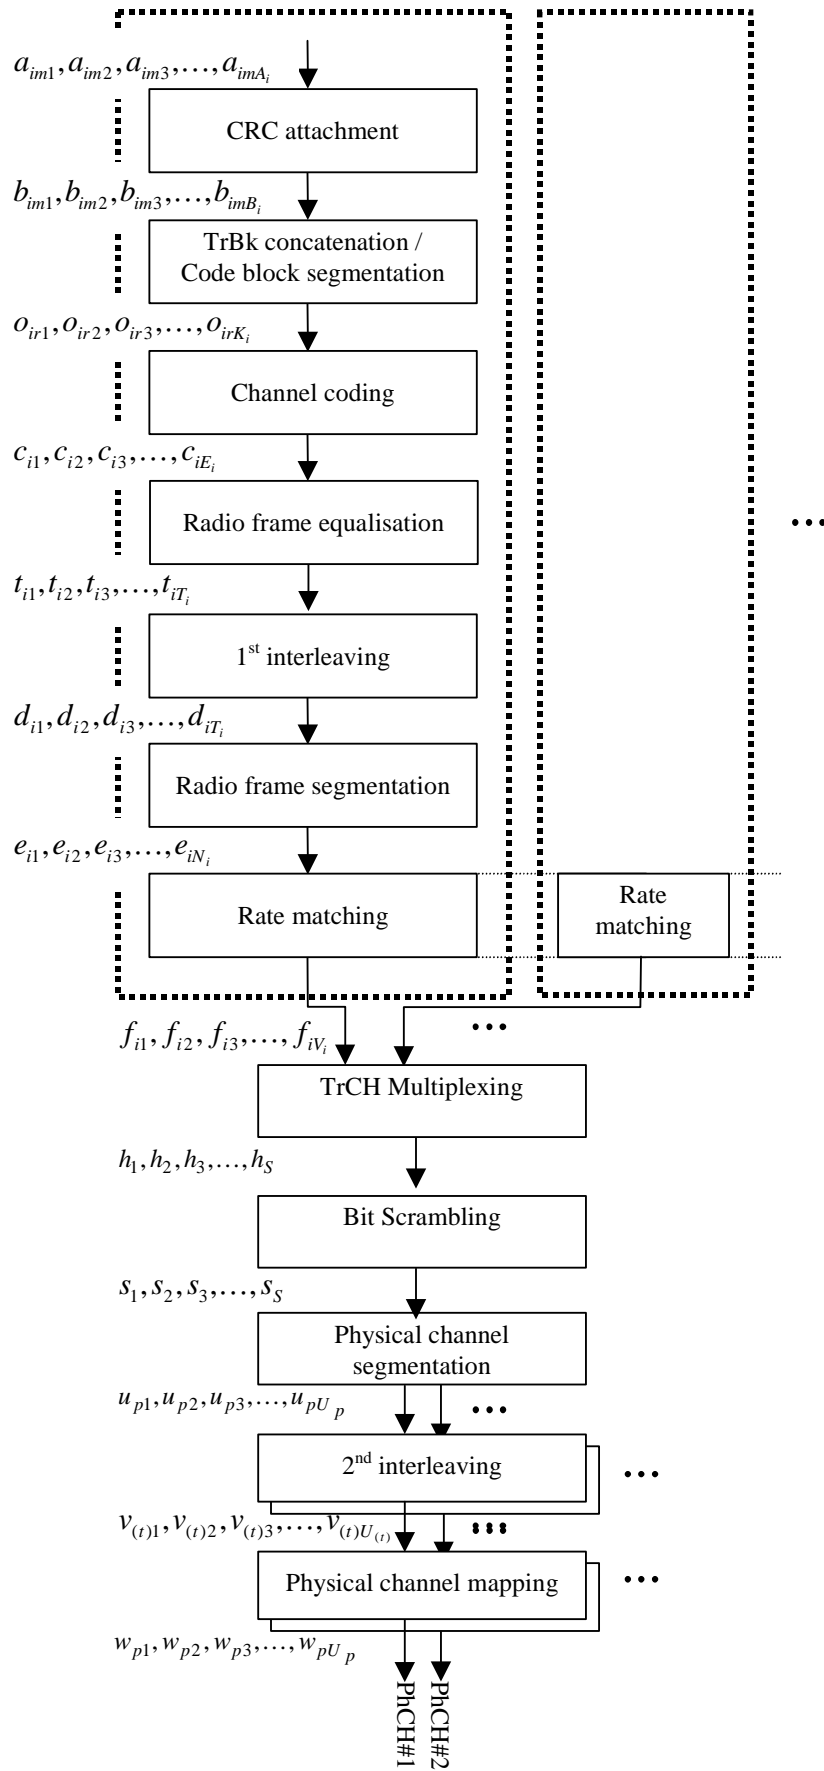 a_{im1}, a_{im2}, a_{im3}, …, a_{imA_i}
CRC attachment
b_{im1}, b_{im2}, b_{im3}, …, b_{imB_i}
TrBk concatenation /
Code block segmentation
o_{ir1}, o_{ir2}, o_{ir3}, …, o_{irK_i}
Channel coding
c_{i1}, c_{i2}, c_{i3}, …, c_{iE_i}
Radio frame equalisation
…
t_{i1}, t_{i2}, t_{i3}, …, t_{iT_i}
1^{st} interleaving
d_{i1}, d_{i2}, d_{i3}, …, d_{iT_i}
Radio frame segmentation
e_{i1}, e_{i2}, e_{i3}, …, e_{iN_i}
Rate matching
Rate
matching
f_{i1}, f_{i2}, f_{i3}, …, f_{iV_i}
…
TrCH Multiplexing
h_1, h_2, h_3, …, h_S
Bit Scrambling
s_1, s_2, s_3, …, s_S
Physical channel
segmentation
u_{p1}, u_{p2}, u_{p3}, …, u_{pU_p}
…
2^{nd} interleaving
…
v_{(t)1}, v_{(t)2}, v_{(t)3}, …, v_{(t)U_{(t)}}
…
Physical channel mapping
…
w_{p1}, w_{p2}, w_{p3}, …, w_{pU_p}
PhCH#1
PhCH#2